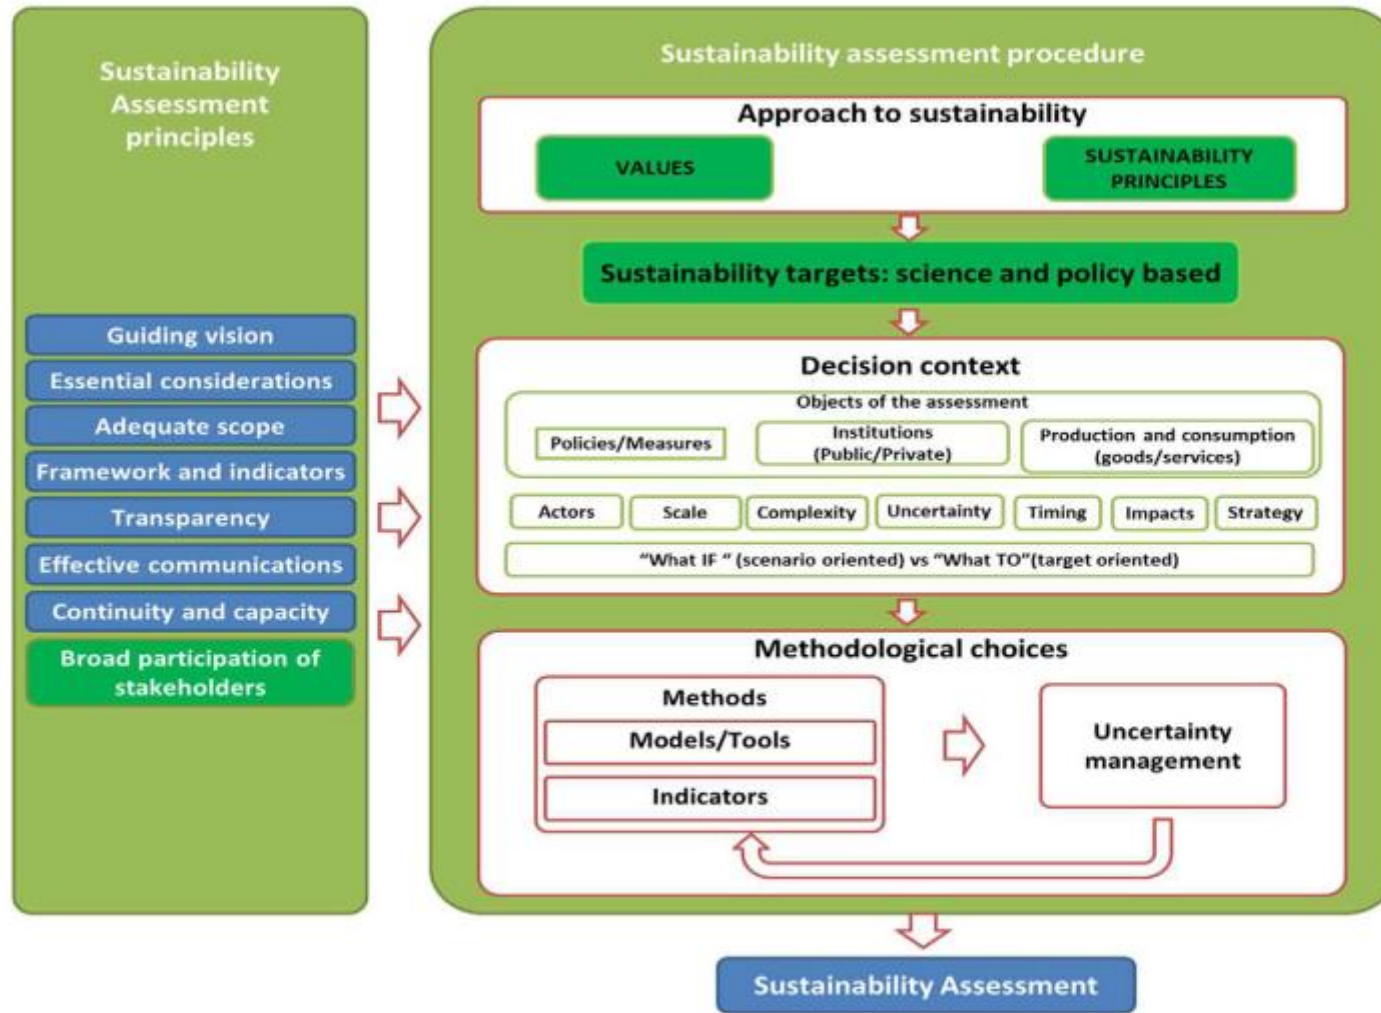 Sustainability
Assessment
principles
Guiding vision
Essential considerations
Adequate scope
Framework and indicators
Transparency
Effective communications
Continuity and capacity
Broad participation of
stakeholders
Sustainability assessment procedure
Approach to sustainability
VALUES
SUSTAINABILITY
PRINCIPLES
Sustainability targets: science and policy based
Decision context
Objects of the assessment
Policies/Measures
Institutions
(Public/Private)
Production and consumption
(goods/services)
Actors
Scale
Complexity
Uncertainty
Timing
Impacts
Strategy
“What IF “ (scenario oriented) vs “What TO”(target oriented)
Methodological choices
Methods
Models/Tools
Indicators
Uncertainty
management
Sustainability Assessment